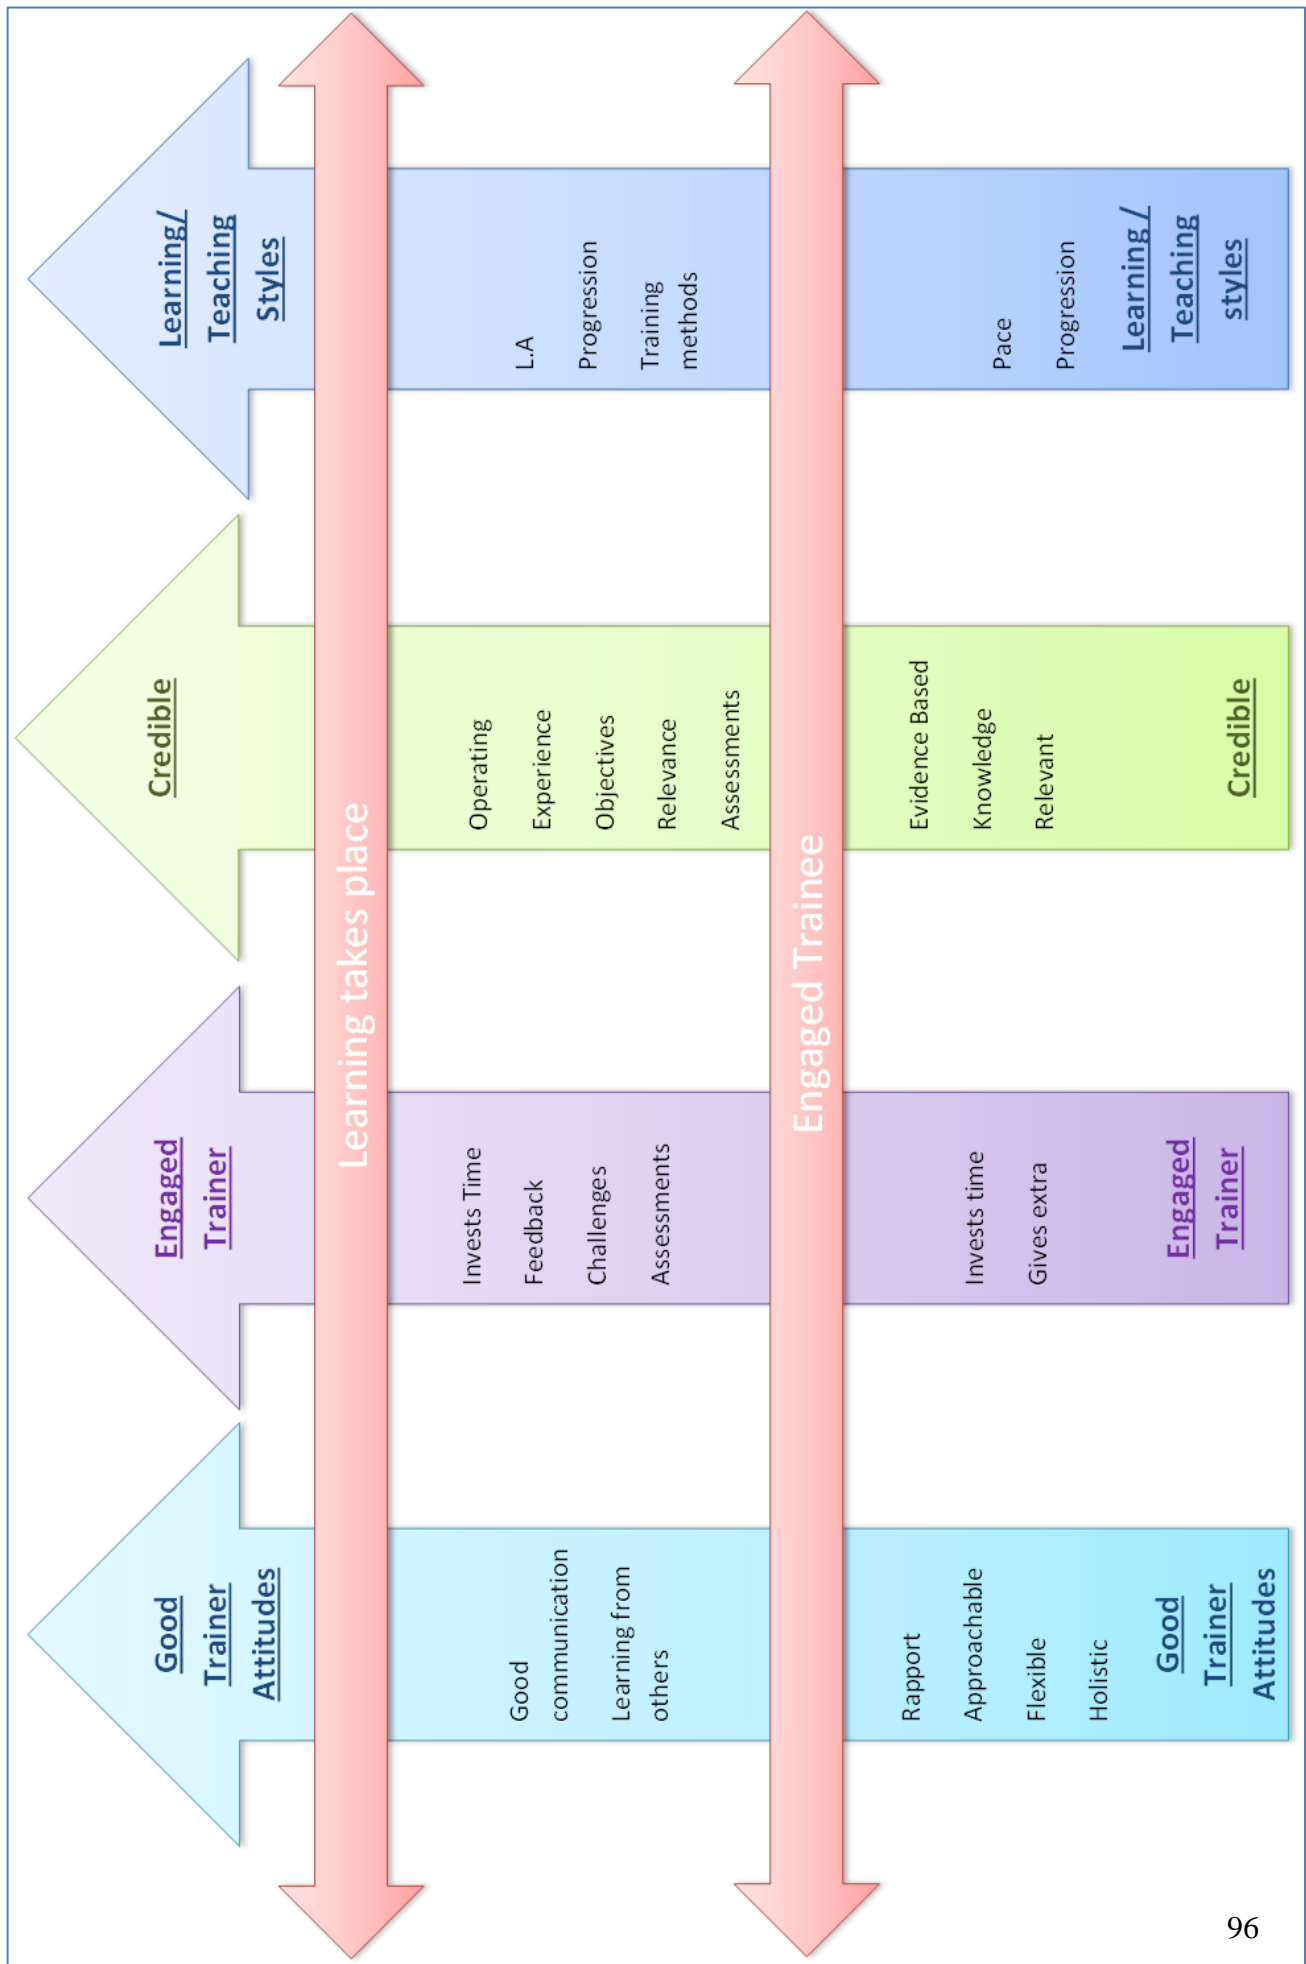 Good
Trainer
Attitudes
Engaged
Trainer
Credible
Learning/
Teaching
Styles
Learning takes place
Good
communication
Learning from
others
Invests Time
Feedback
Challenges
Assessments
Operating
Experience
Objectives
Relevance
Assessments
L.A
Progression
Training
methods
Engaged Trainee
Rapport
Approachable
Flexible
Holistic
Good
Trainer
Attitudes
Invests time
Gives extra
Engaged
Trainer
Evidence Based
Knowledge
Relevant
Credible
Pace
Progression
Learning /
Teaching
styles
96